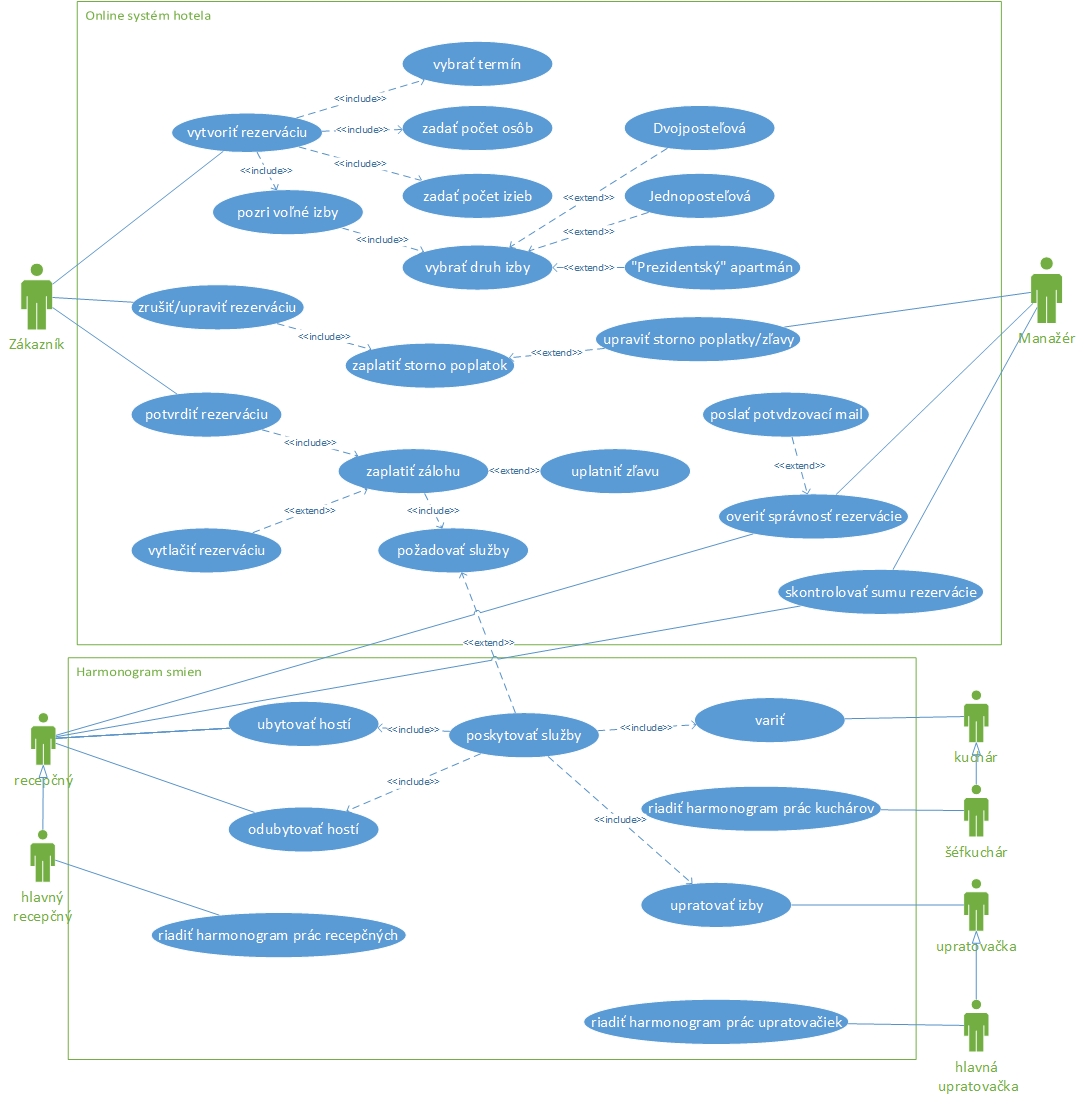 Online systém hotela
vybrať termín
<<include>>
vytvoriť rezerváciu
<<include>>
zadať počet osôb
Dvojposteľová
<<include>>
<<include>>
zadať počet izieb
<<extend>>
Jednoposteľová
pozri voľné izby
<<include>>
<<extend>>
vybrať druh izby
<<extend>>
"Prezidentský" apartmán
Zákazník
zrušiť/upraviť rezerváciu
<<include>>
upraviť storno poplatky/zľavy
Manažér
<<extend>>
zaplatiť storno poplatok
potvrdiť rezerváciu
poslať potvdzovací mail
<<include>>
zaplatiť zálohu
<<extend>>
uplatniť zľavu
<<extend>>
<<extend>>
<<include>>
overiť správnosť rezervácie
vytlačiť rezerváciu
požadovať služby
skontrolovať sumu rezervácie
<<extend>>
Harmonogram smien
ubytovať hostí
<<include>>
poskytovať služby
<<include>>
variť
kuchár
recepčný
<<include>>
riadiť harmonogram prác kuchárov
<<include>>
odubytovať hostí
šéfkuchár
hlavný
recepčný
upratovať izby
riadiť harmonogram prác recepčných
upratovačka
riadiť harmonogram prác upratovačiek
hlavná
upratovačka